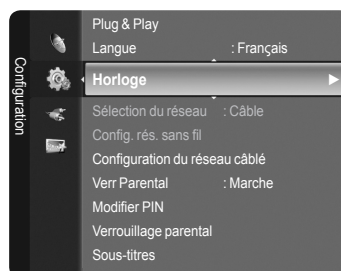 Configuration
Plug & Play
Langue : Français
Horloge
Sélection du réseau : Câble
Config. rés. sans fil
Configuration du réseau câblé
Verr Parental : Marche
Modifier PIN
Verrouillage parental
Sous-titres